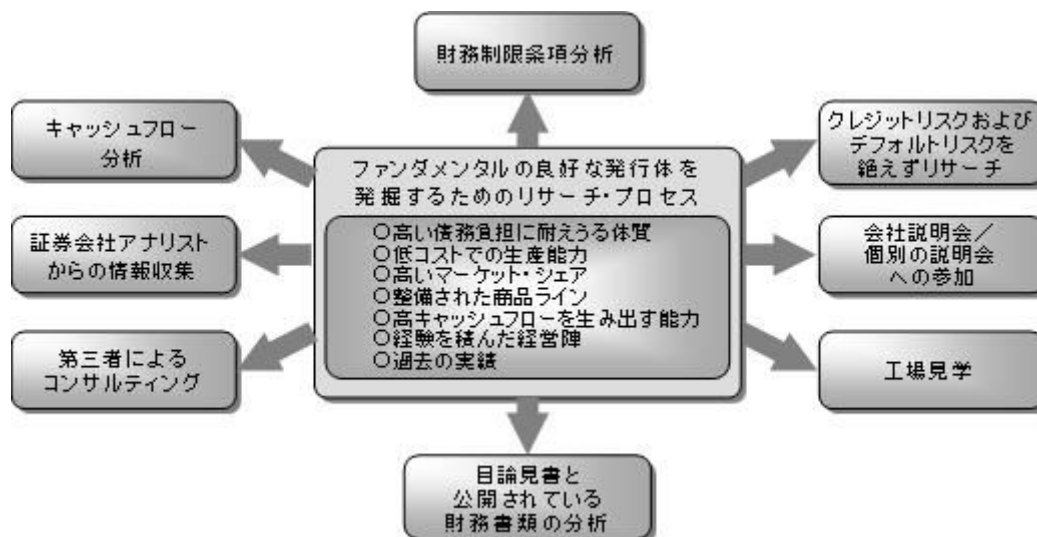 財務制限条項分析
キャッシュフロー
分析
クレジットリスクおよび
デフォルトリスクを
絶えずリサーチ
ファンダメンタルの良好な発行体を
発掘するためのリサーチ・プロセス
○高い債務負担に耐えうる体質
○低コストでの生産能力
○高いマーケット・シェア
○整備された商品ライン
○高キャッシュフローを生み出す能力
○経験を積んだ経営陣
○過去の実績
証券会社アナリスト
からの情報収集
会社説明会／
個別の説明会
への参加
第三者による
コンサルティング
工場見学
目論見書と
公開されている
財務書類の分析